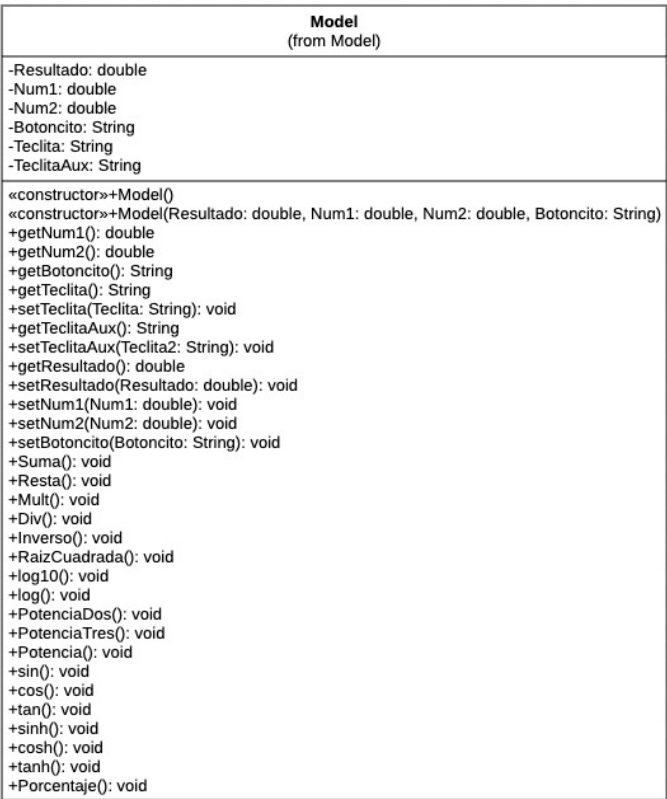 Model
(from Model)
-Resultado: double
-Num1: double
-Num2: double
-Botoncito: String
-Teclita: String
-TeclitaAux: String
«constructor»+Model()
«constructor»+Model(Resultado: double, Num1: double, Num2: double, Botoncito: String)
+getNum1(): double
+getNum2(): double
+getBotoncito(): String
+getTeclita(): String
+setTeclita(Teclita: String): void
+getTeclitaAux(): String
+setTeclitaAux(Teclita2: String): void
+getResultado(): double
+setResultado(Resultado: double): void
+setNum1(Num1: double): void
+setNum2(Num2: double): void
+setBotoncito(Botoncito: String): void
+Suma(): void
+Resta(): void
+Mult(): void
+Div(): void
+Inverso(): void
+RaizCuadrada(): void
+log10(): void
+log(): void
+PotenciaDos(): void
+PotenciaTres(): void
+Potencia(): void
+sin(): void
+cos(): void
+tan(): void
+sinh(): void
+cosh(): void
+tanh(): void
+Porcentaje(): void